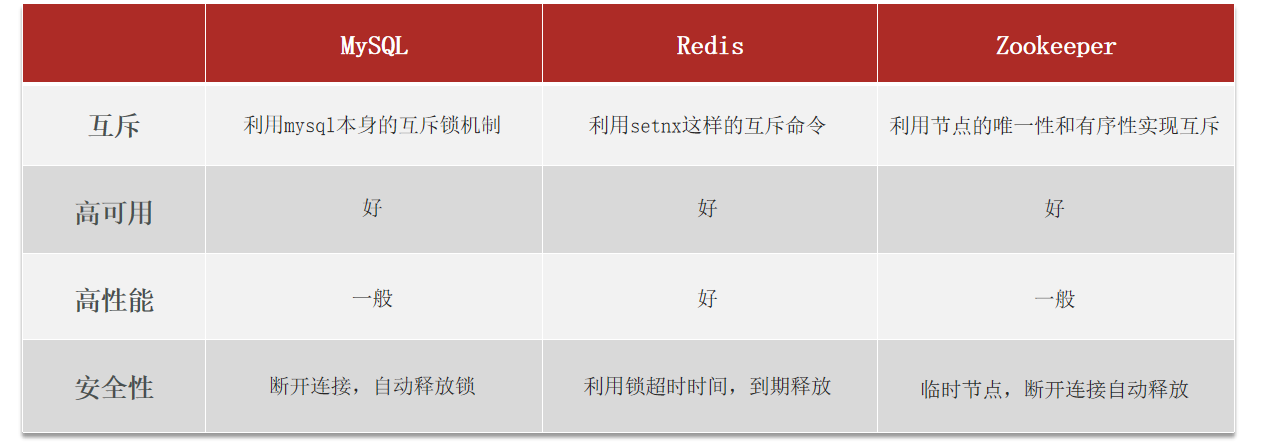 MySQL Redis Zookeeper
互斥 利用mysql本身的互斥锁机制 利用setnx这样的互斥命令 利用节点的唯一性和有序性实现互斥
高可用 好 好 好
高性能 一般 好 一般
安全性 断开连接，自动释放锁 利用锁超时时间，到期释放 临时节点，断开连接自动释放